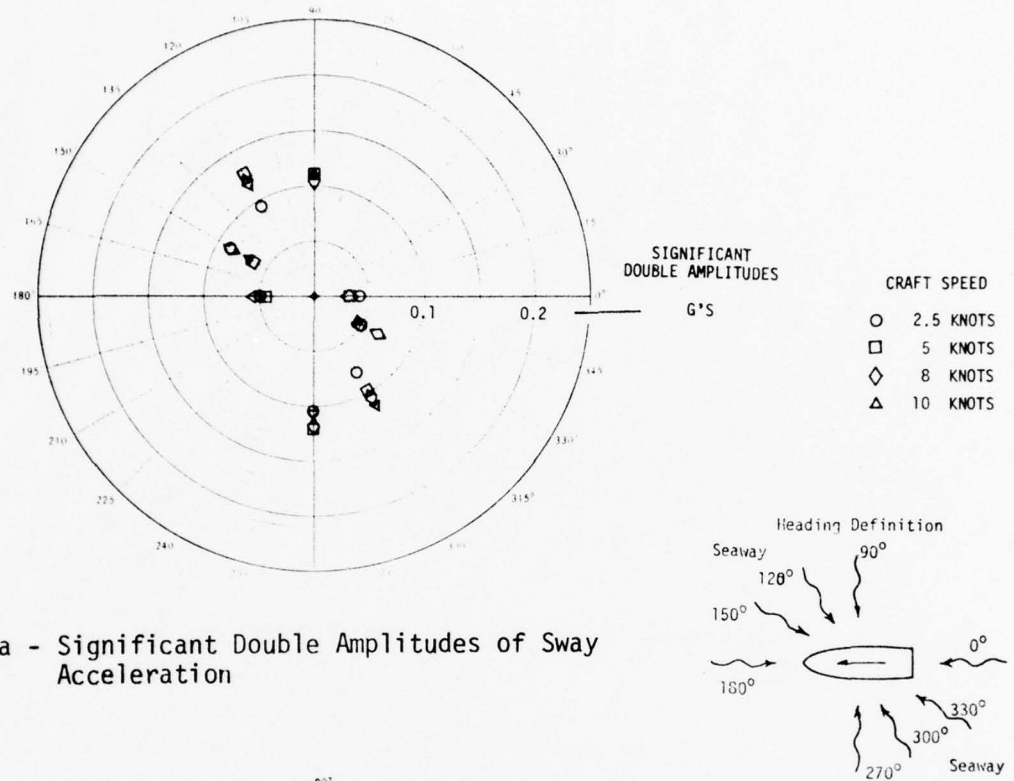 90
105
120
135
150
165
180
195
210
225
240
45
30°
15
0°
345
330
315°
0.1
0.2
SIGNIFICANT
DOUBLE AMPLITUDES
G'S
CRAFT SPEED
2.5 KNOTS
5 KNOTS
8 KNOTS
10 KNOTS
Heading Definition
Seaway
90°
120°
150°
180°
0°
330°
300°
270°
Seaway
a - Significant Double Amplitudes of Sway
Acceleration